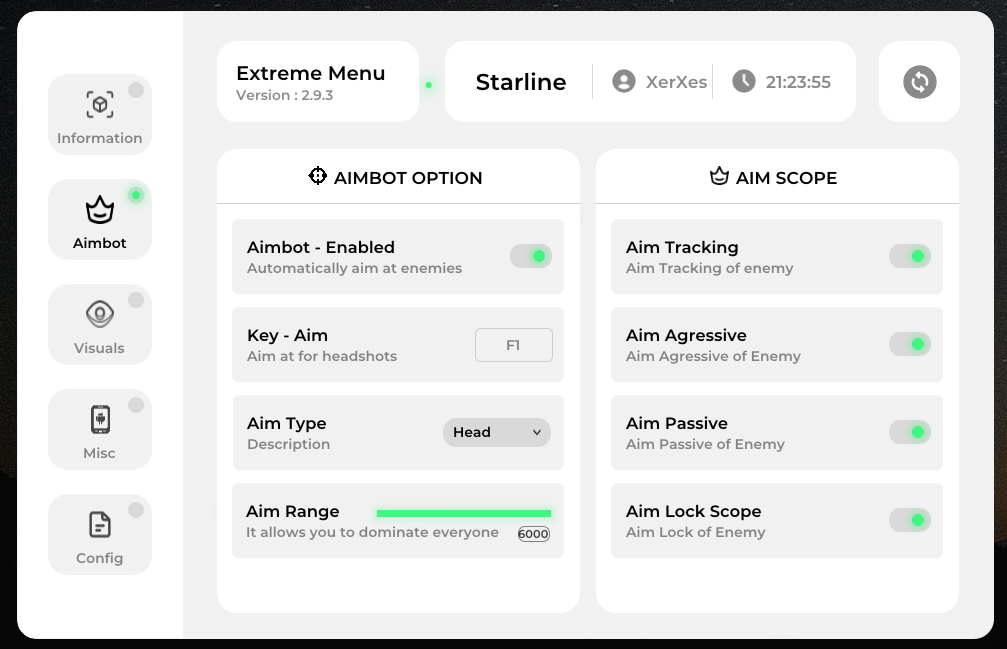 Information
Aimbot
Visuals
Misc
Config
Extreme Menu
Version : 2.9.3
Starline
XerXes
21:23:55
AIMBOT OPTION
Aimbot - Enabled
Automatically aim at enemies
Key - Aim
Aim at for headshots
F1
Aim Type
Description
Head
Aim Range
It allows you to dominate everyone
6000
AIM SCOPE
Aim Tracking
Aim Tracking of enemy
Aim Agressive
Aim Agressive of Enemy
Aim Passive
Aim Passive of Enemy
Aim Lock Scope
Aim Lock of Enemy